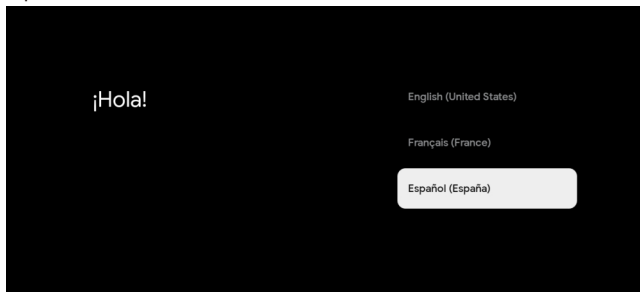 ¡Hola!
English (United States)
Français (France)
Español (España)